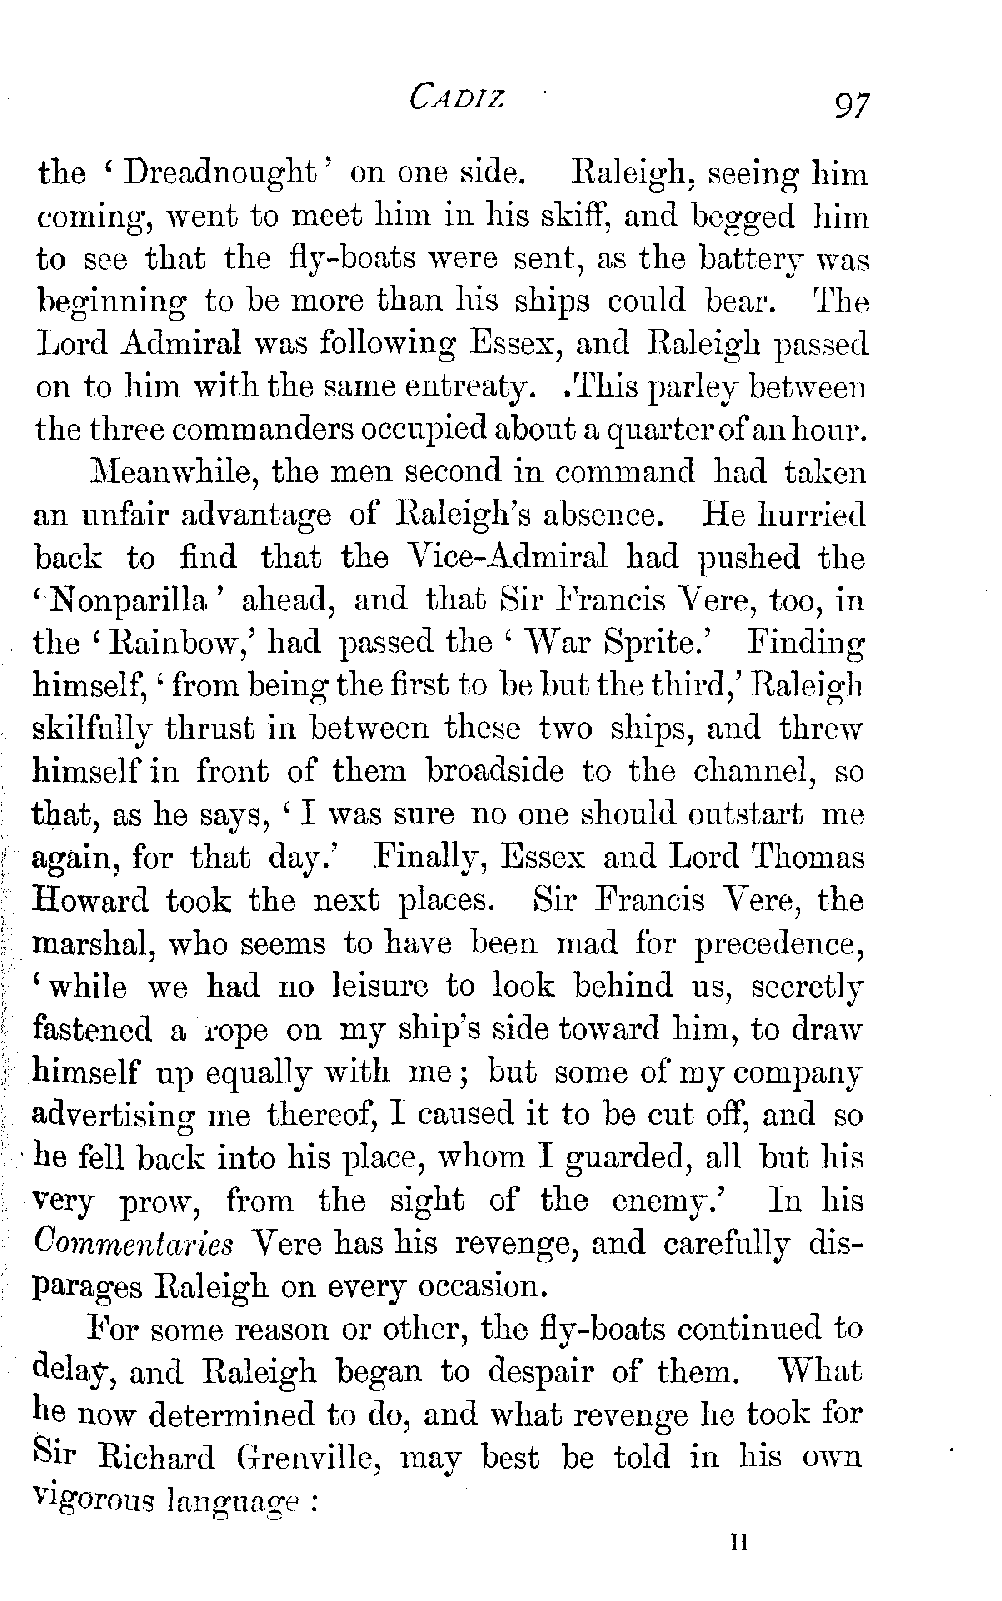 CADIZ 97
the ‘ Dreadnought ’ on one side. Raleigh, seeing him
coming, went to meet him in his skiff, and begged him
to see that the fly-boats were sent, as the battery was
beginning to be more than his ships could bear. The
Lord Admiral was following Essex, and Raleigh passed
on to him with the same entreaty. .This parley between
the three commanders occupied about a quarter of an hour.
Meanwhile, the men second in command had taken
an unfair advantage of Raleigh’s absence. He hurried
back to find that the Vice-Admiral had pushed the
‘ Nonparilla ’ ahead, and that Sir Francis Vere, too, in
the ‘ Rainbow,’ had passed the ‘ War Sprite.’ Finding
himself, ‘ from being the first to be but the third,’ Raleigh
skilfully thrust in between these two ships, and threw
himself in front of them broadside to the channel, so
that, as he says, ‘ I was sure no one should outstart me
again, for that day.’ Finally, Essex and Lord Thomas
Howard took the next places. Sir Francis Vere, the
marshal, who seems to have been mad for precedence,
‘ while we had no leisure to look behind us, secretly
fastened a rope on my ship’s side toward him, to draw
himself up equally with me ; but some of my company
advertising me thereof, I caused it to be cut off, and so
he fell back into his place, whom I guarded, all but his
very prow, from the sight of the enemy.’ In his
Commentaries Vere has his revenge, and carefully dis-
parages Raleigh on every occasion.
For some reason or other, the fly-boats continued to
delay, and Raleigh began to despair of them. What
he now determined to do, and what revenge he took for
Sir Richard Grenville, may best be told in his own
vigorous language :
H